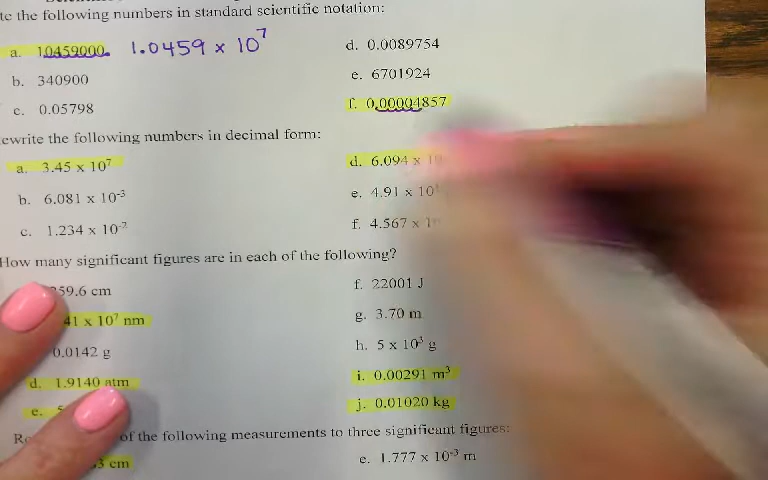 te the following numbers in standard scientific notation:
a. 10459000 1.0459 x 10⁷
b. 340900
c. 0.05798
d. 0.0089754
e. 6701924
f. 0.00004857
ewrite the following numbers in decimal form:
a. 3.45 x 10⁷
b. 6.081 x 10⁻³
c. 1.234 x 10⁻²
d. 6.094 x
e. 4.91 x 10
f. 4.567 x
How many significant figures are in each of the following?
59.6 cm
41 x 10⁷ nm
0.0142 g
d. 1.9140 atm
e.
f. 22001 J
g. 3.70 m
h. 5 x 10³ g
i. 0.00291 m³
j. 0.01020 kg
of the following measurements to three significant figures:
3 cm
e. 1.777 x 10⁻³ m